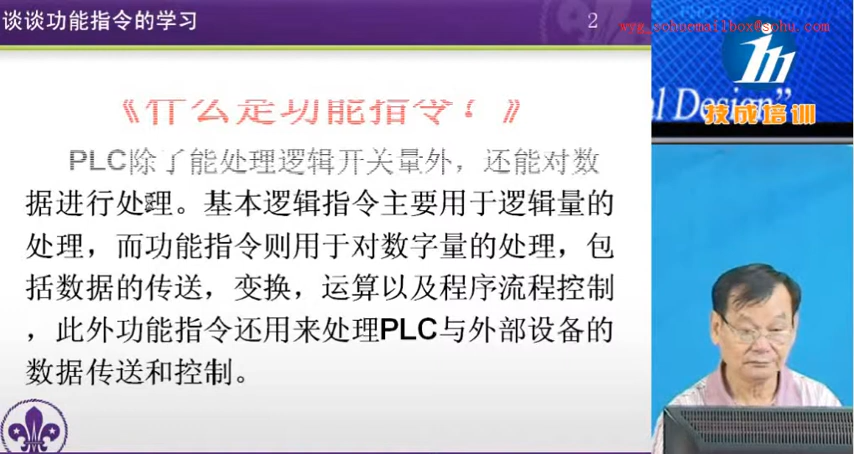 谈谈功能指令的学习
2
wyg_sohuemailbox@sohu.com
al Design”
技成培训
《什么是功能指令？》
PLC除了能处理逻辑开关量外，还能对数
据进行处理。基本逻辑指令主要用于逻辑量的
处理，而功能指令则用于对数字量的处理，包
括数据的传送，变换，运算以及程序流程控制
，此外功能指令还用来处理PLC与外部设备的
数据传送和控制。